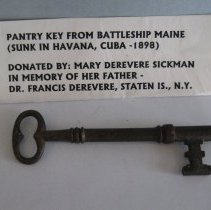 PANTRY KEY FROM BATTLESHIP MAINE
(SUNK IN HAVANA, CUBA -1898)
DONATED BY: MARY DEREVERE SICKMAN
IN MEMORY OF HER FATHER -
DR. FRANCIS DEREVERE, STATEN IS., N.Y.